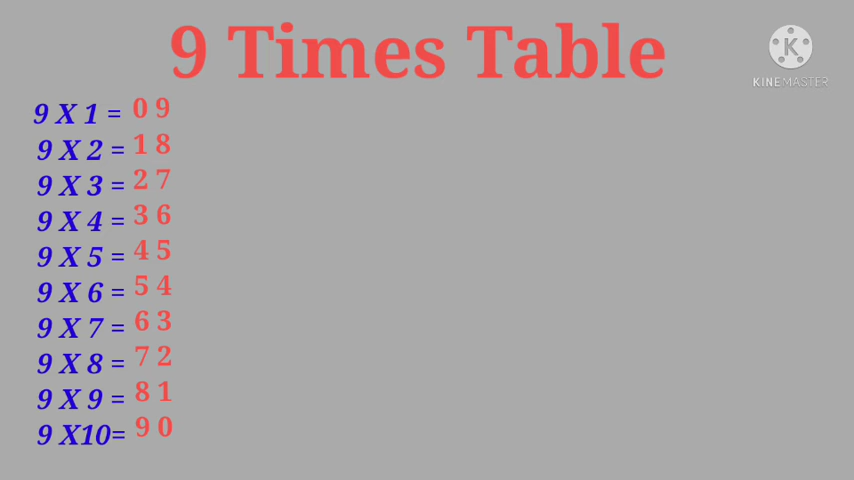 9 Times Table
K
KINEMASTER
9 X 1 = 0 9
9 X 2 = 1 8
9 X 3 = 2 7
9 X 4 = 3 6
9 X 5 = 4 5
9 X 6 = 5 4
9 X 7 = 6 3
9 X 8 = 7 2
9 X 9 = 8 1
9 X10= 9 0